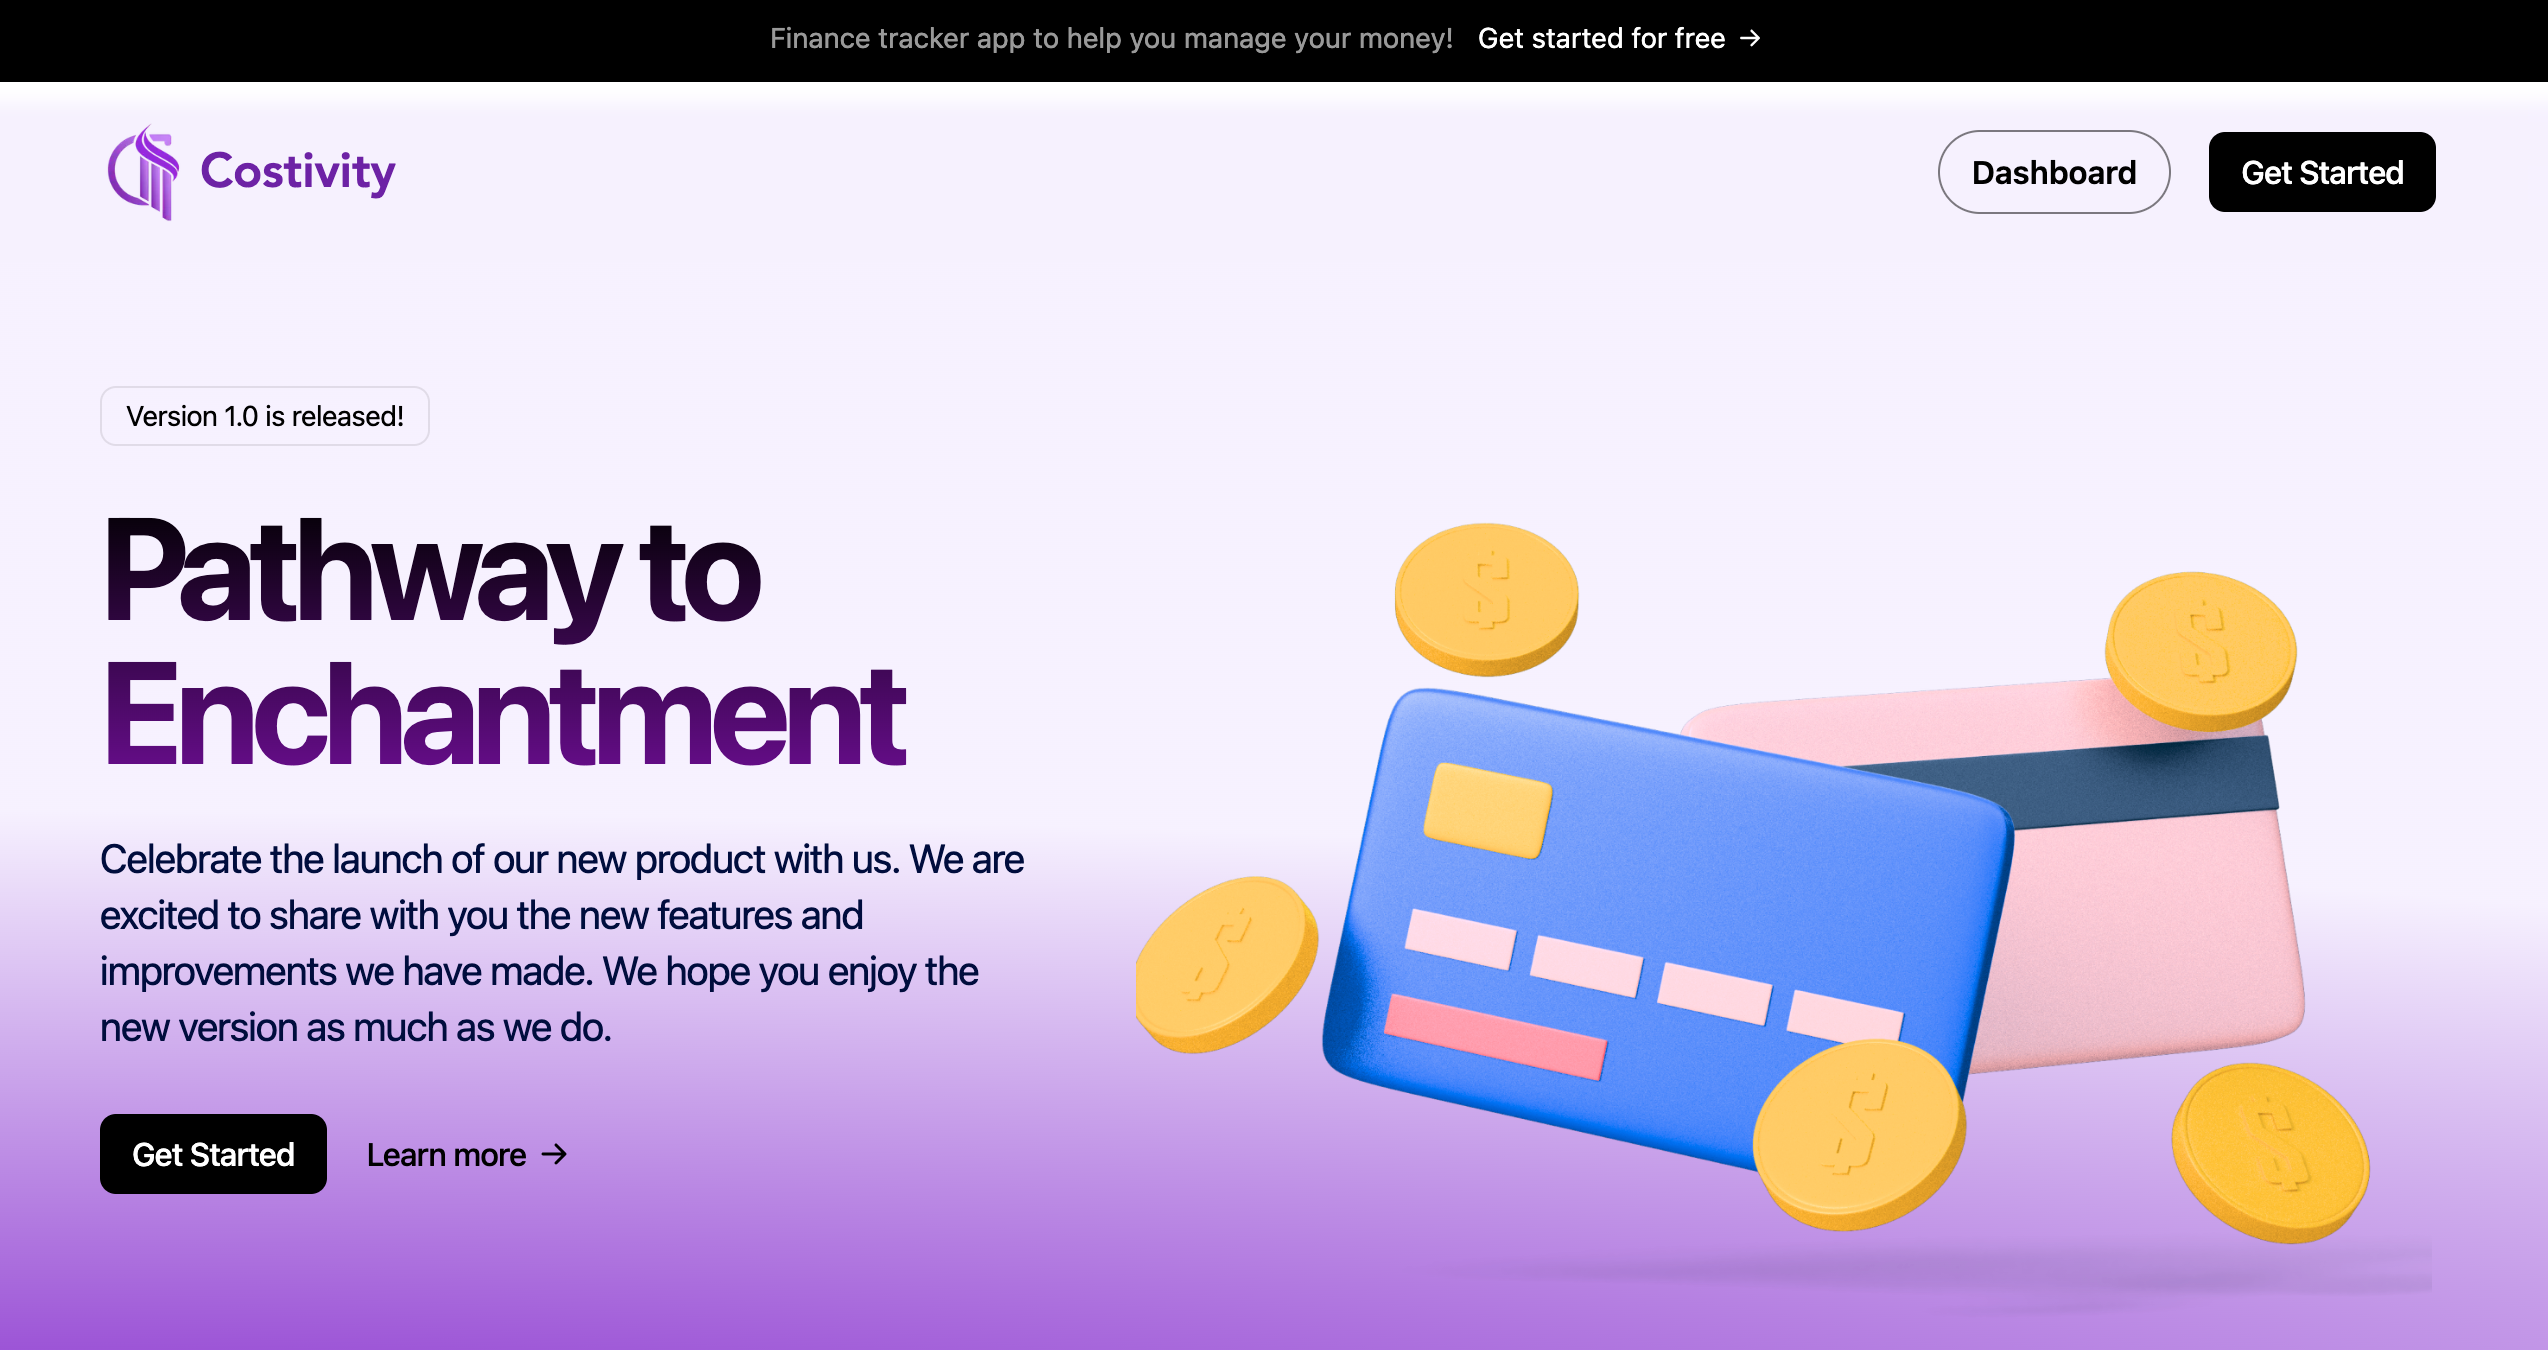 Finance tracker app to help you manage your money! Get started for free →
Costivity
Dashboard
Get Started
Version 1.0 is released!
Pathway to
Enchantment
Celebrate the launch of our new product with us. We are
excited to share with you the new features and
improvements we have made. We hope you enjoy the
new version as much as we do.
Get Started
Learn more →